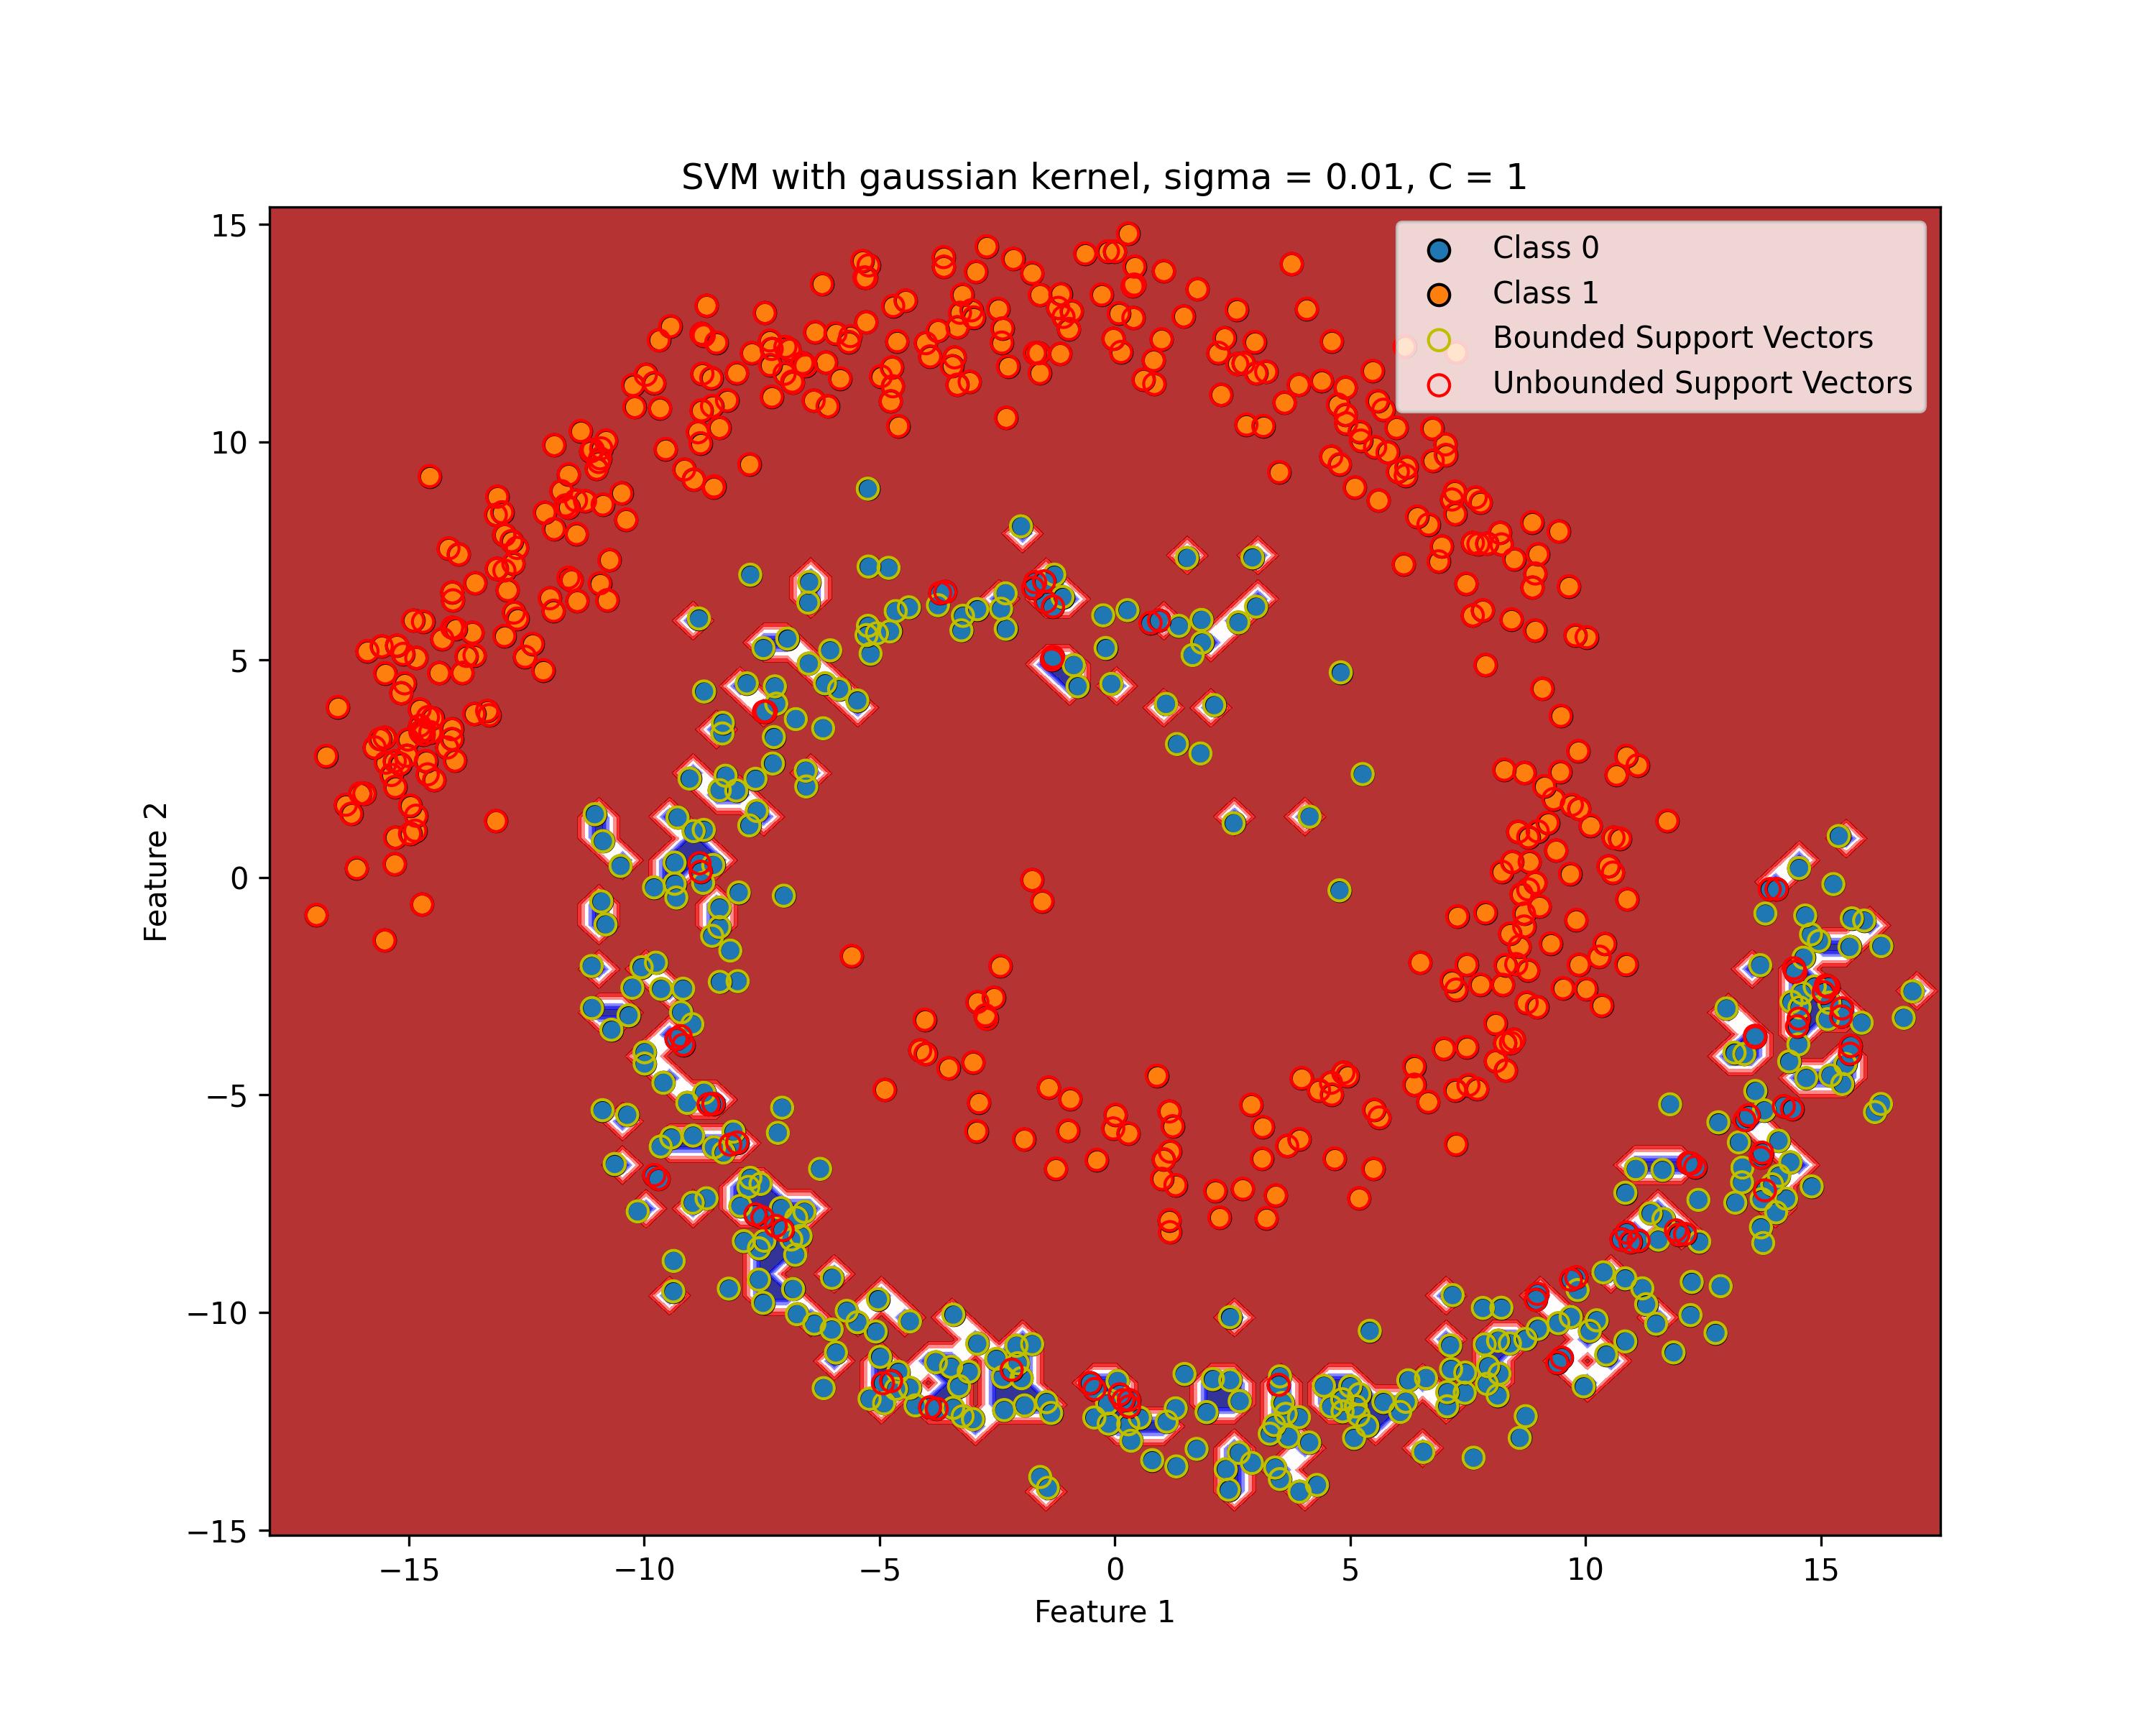 SVM with gaussian kernel, sigma = 0.01, C = 1
15
10
5
0
−5
−10
−15
Feature 2
Class 0
Class 1
Bounded Support Vectors
Unbounded Support Vectors
−15
−10
−5
0
5
10
15
Feature 1